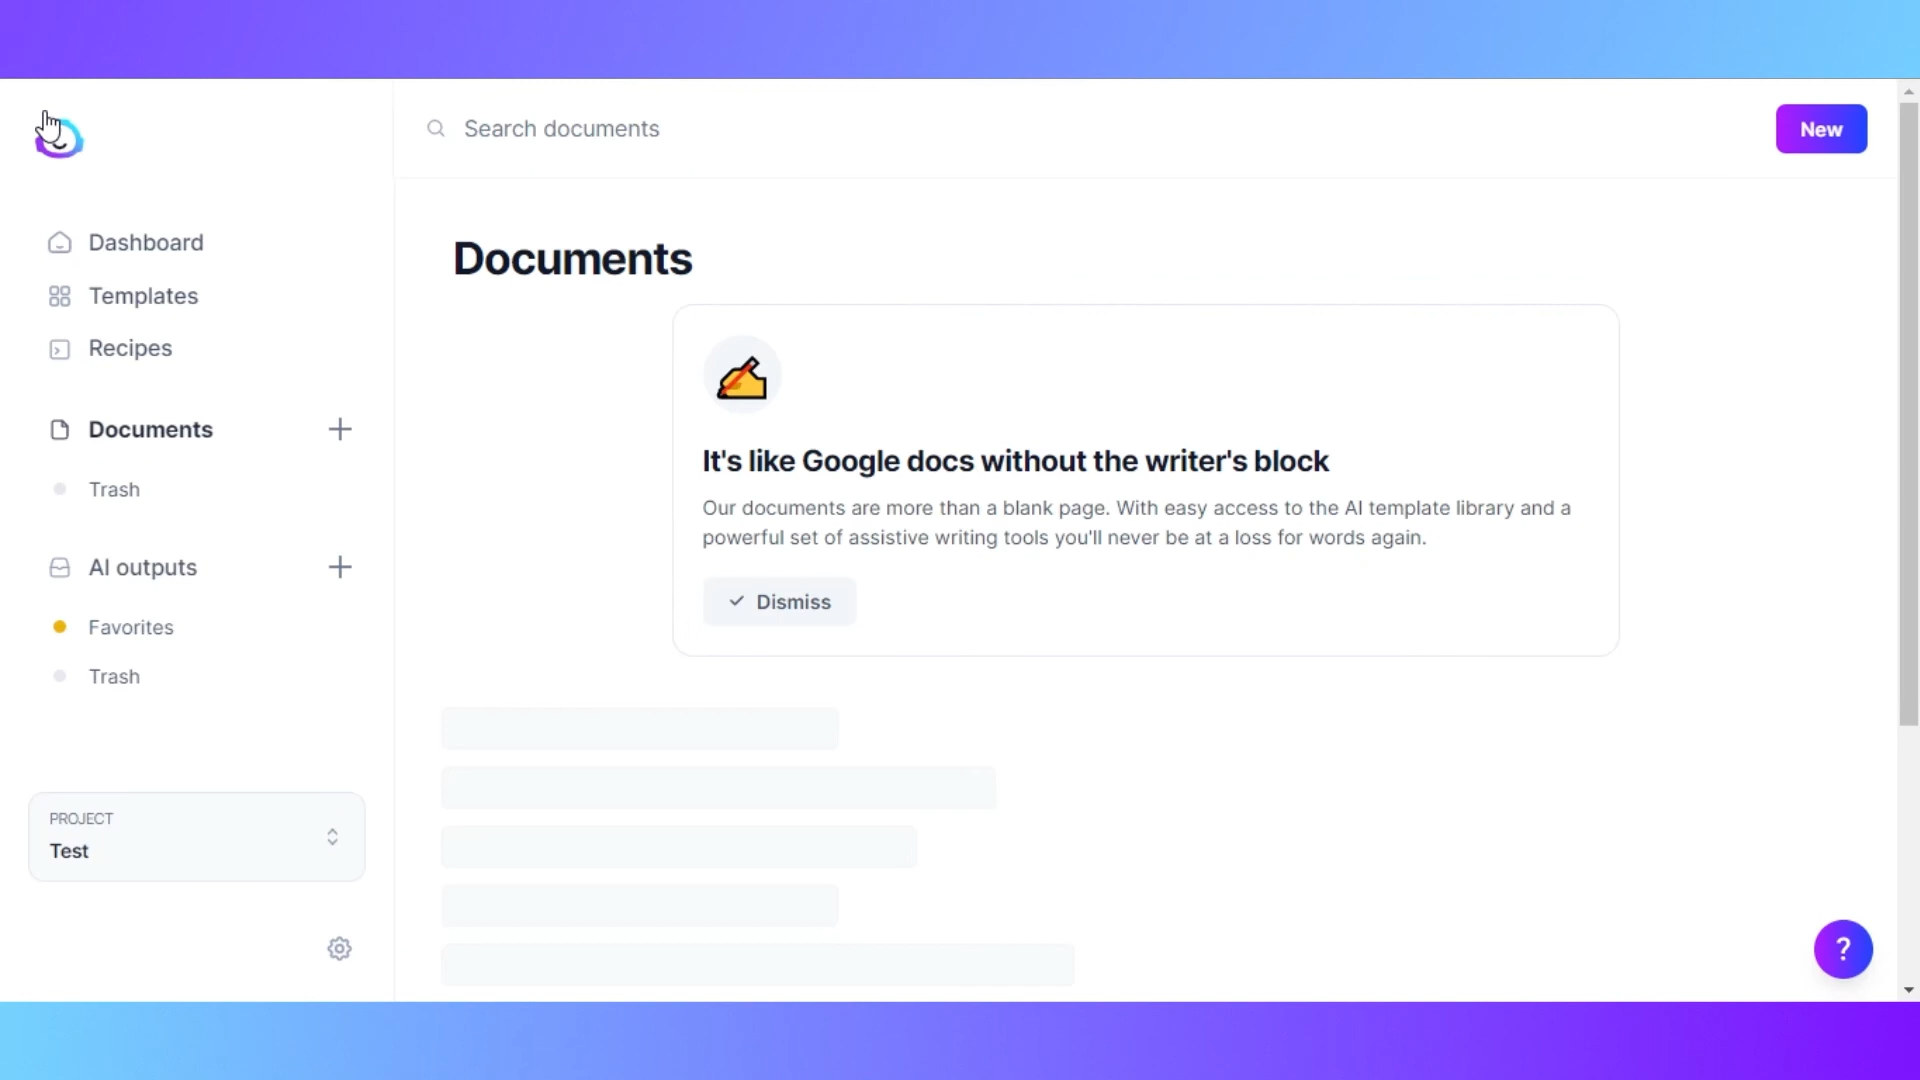 Search documents
New
Dashboard
Templates
Recipes
Documents
Trash
AI outputs
Favorites
Trash
PROJECT
Test
Documents
It's like Google docs without the writer's block
Our documents are more than a blank page. With easy access to the AI template library and a
powerful set of assistive writing tools you'll never be at a loss for words again.
Dismiss
?